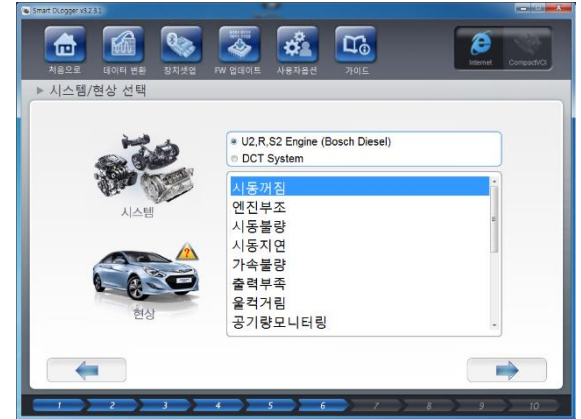 Smart DLogger v3.2.3.1
처음으로 데이터 변환 장치셋업 FW 업데이트 사용자옵션 가이드 Internet CompactVCI
▶ 시스템/현상 선택
U2,R,S2 Engine (Bosch Diesel)
DCT System
시스템
현상
시동꺼짐
엔진부조
시동불량
시동지연
가속불량
출력부족
울컥거림
공기량모니터링
1 2 3 4 5 6 7 8 9 10